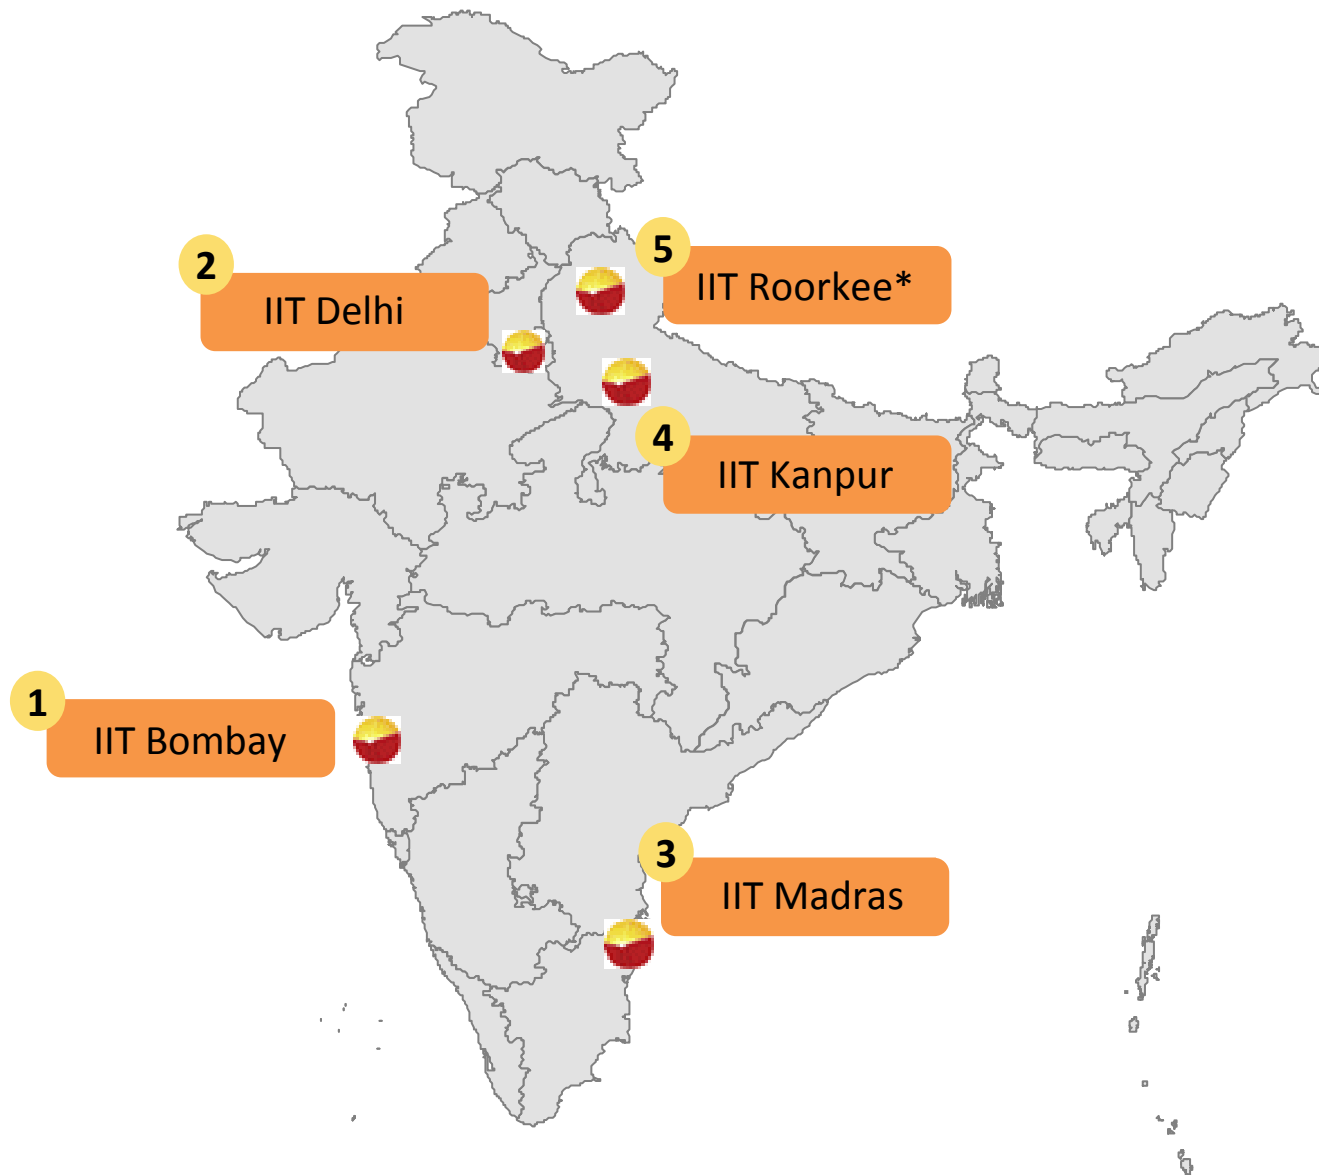 2
IIT Delhi
5
IIT Roorkee*
4
IIT Kanpur
1
IIT Bombay
3
IIT Madras